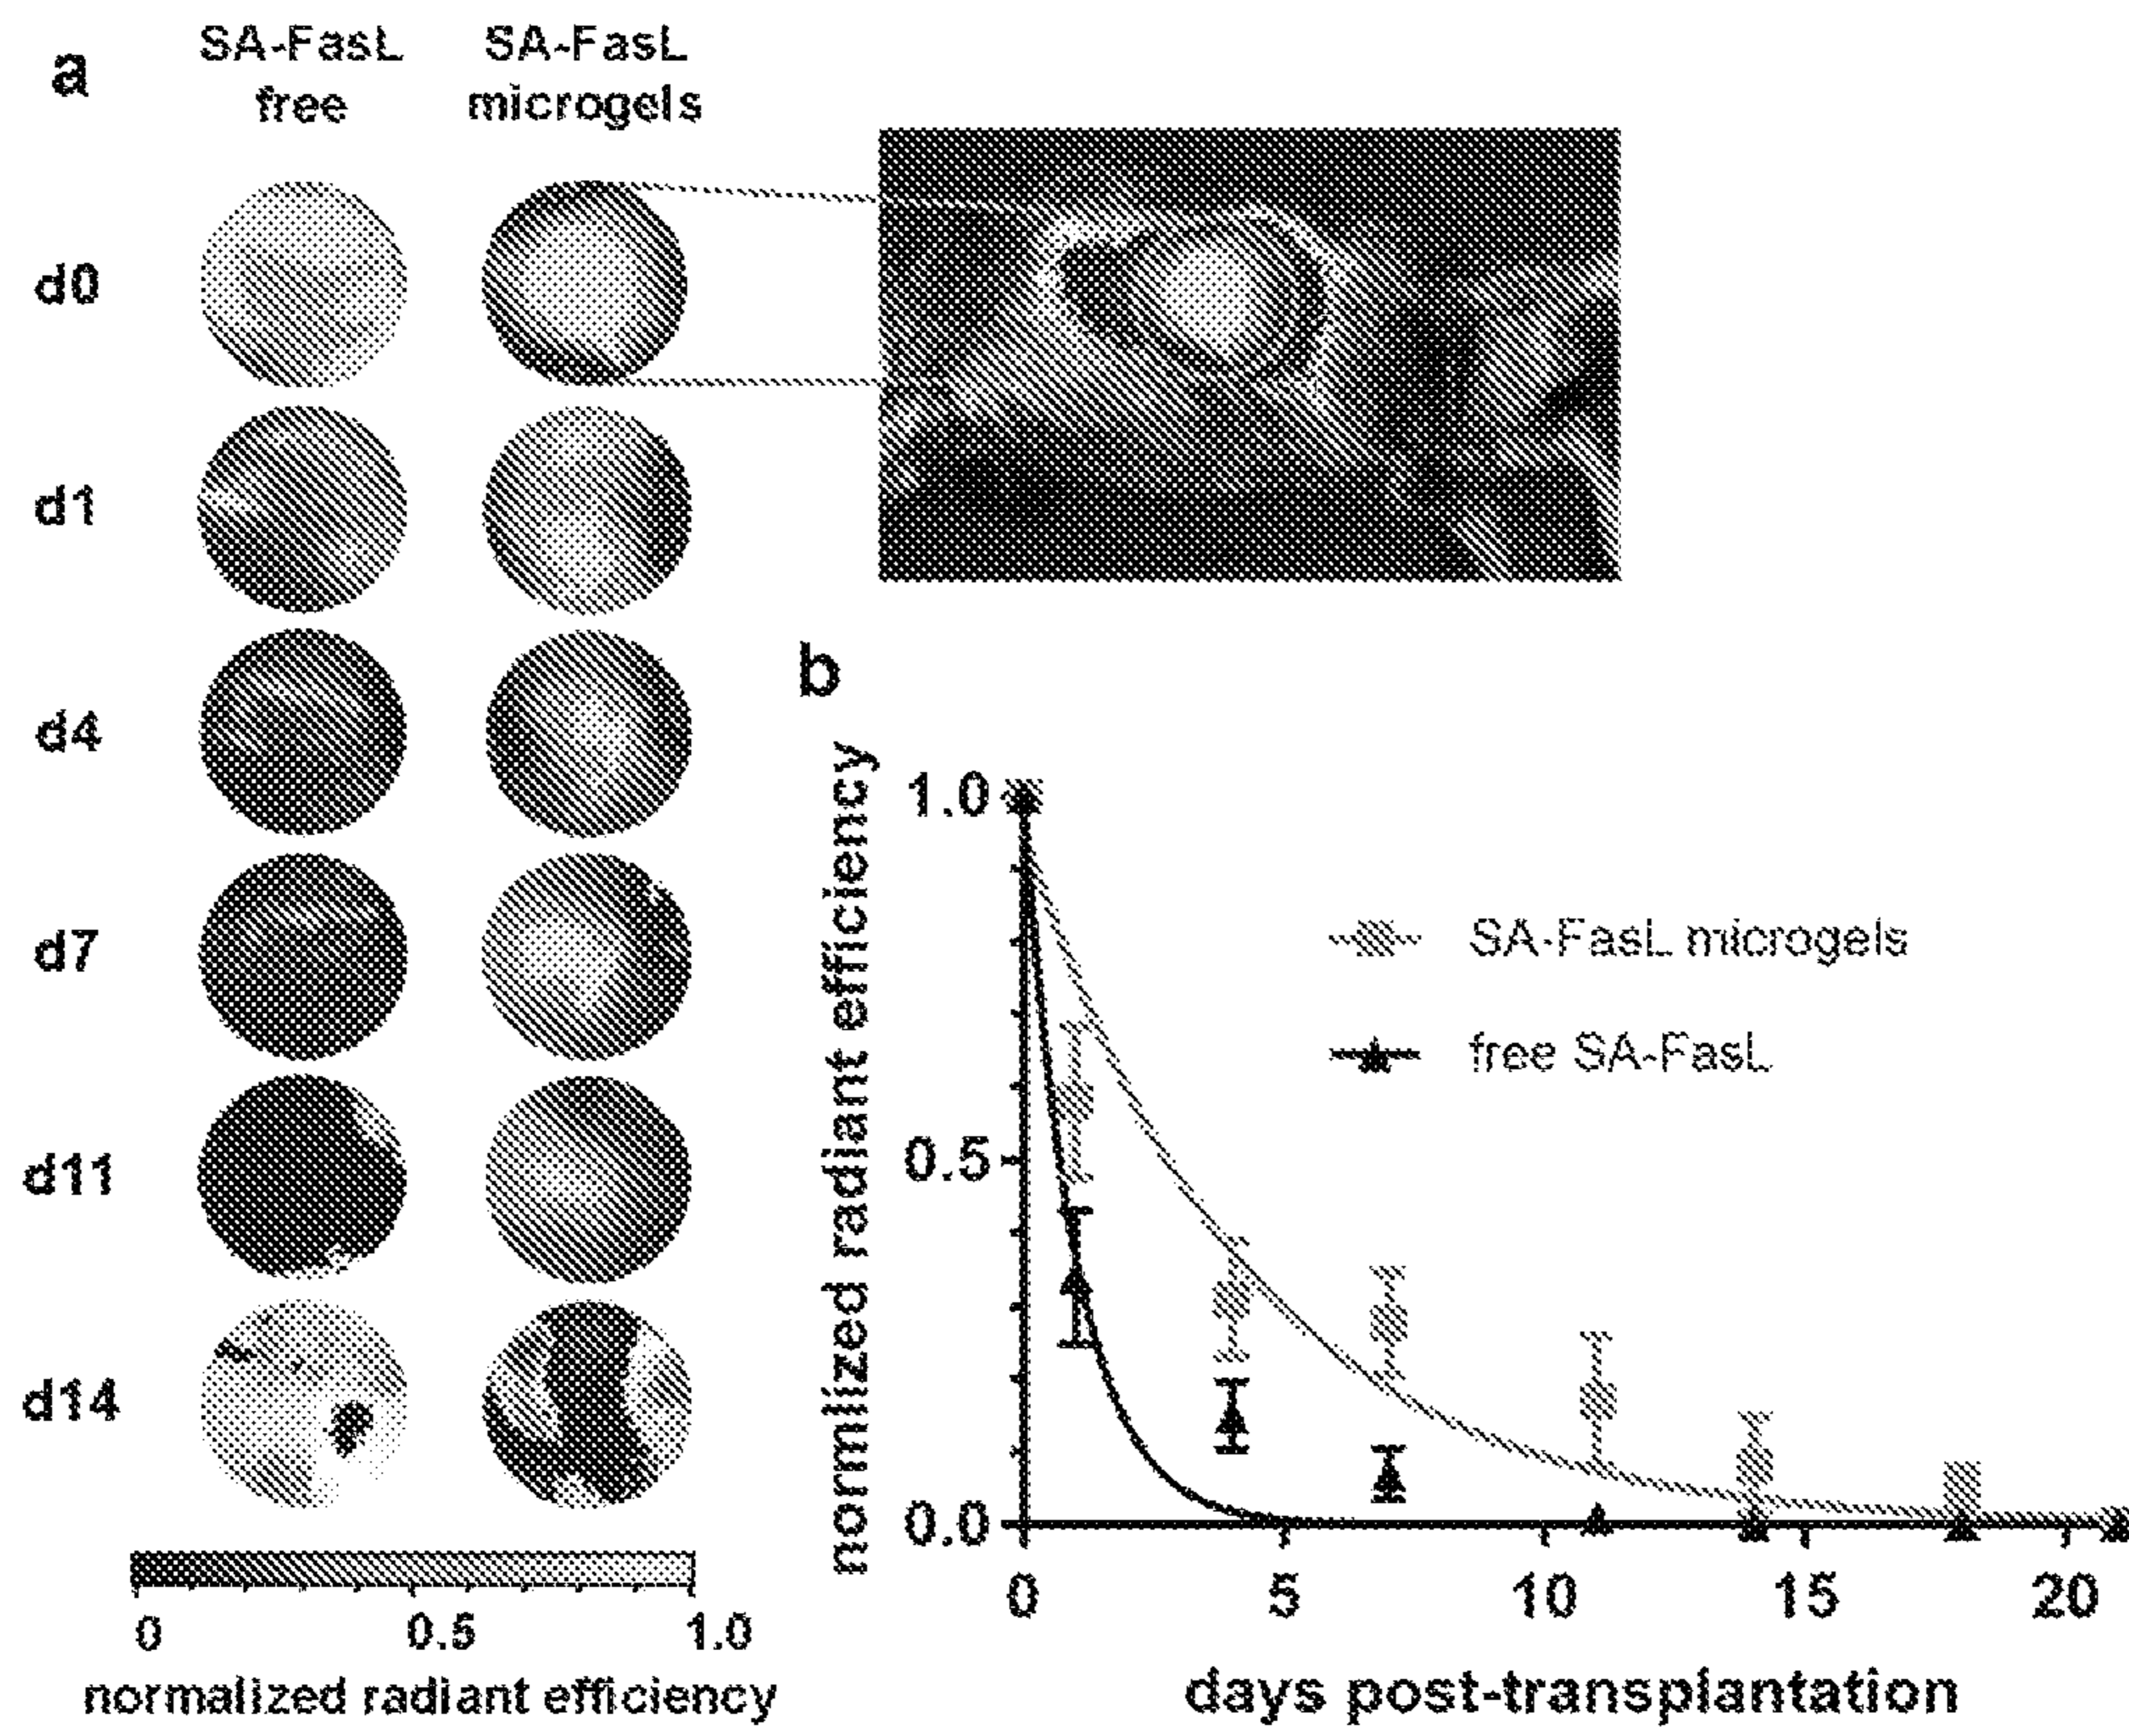 a
SA-FasL
free
SA-FasL
microgels
d0
d1
d4
d7
d11
d14
0
0.5
1.0
normalized radiant efficiency
b
normlized radiant efficiency
1.0
0.5
0.0
SA-FasL microgels
free SA-FasL
0
5
10
15
20
days post-transplantation